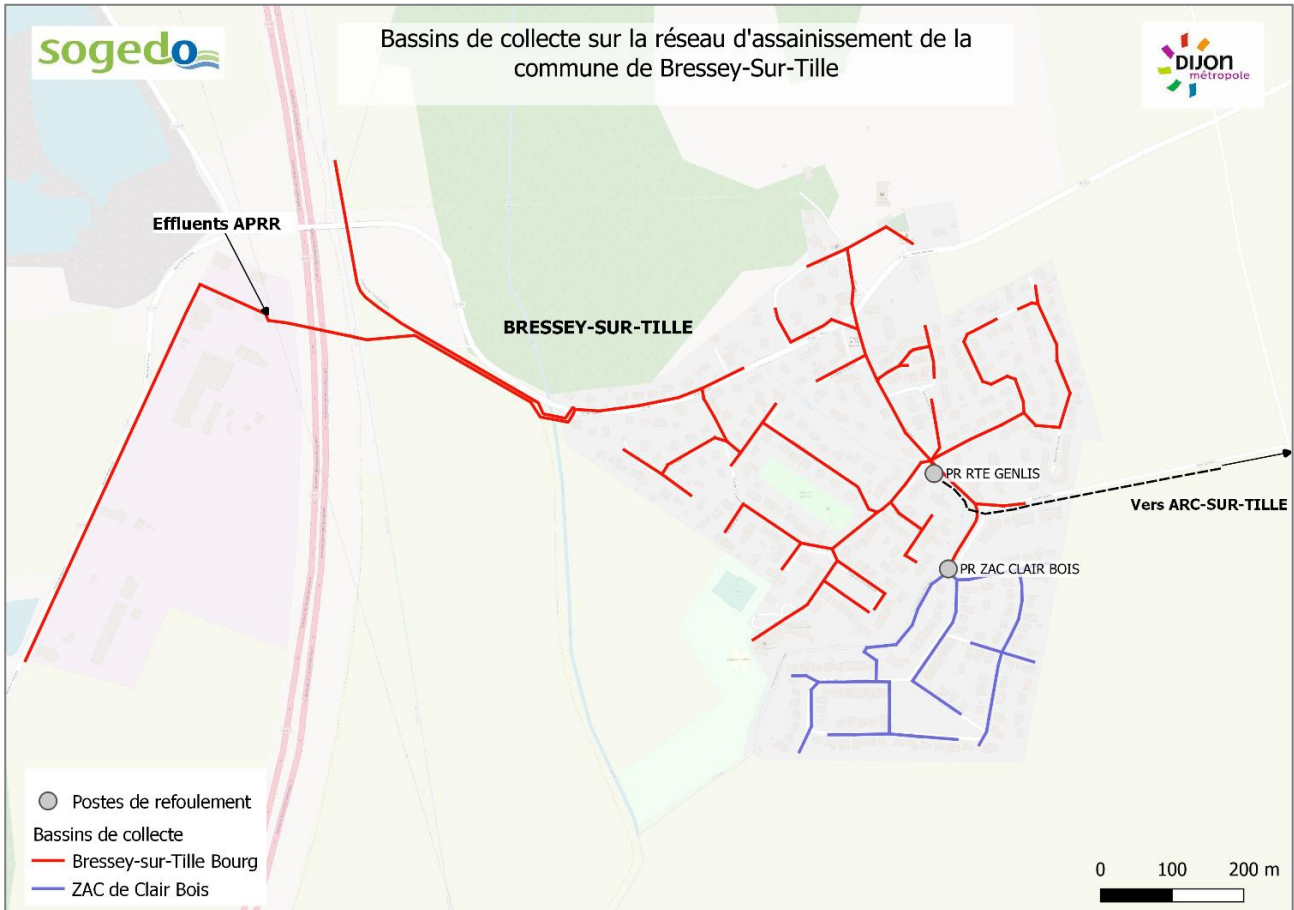 sogedo
Bassins de collecte sur la réseau d'assainissement de la
commune de Bressey-Sur-Tille
DIJON
métropole
Effluents APRR
BRESSEY-SUR-TILLE
PR RTE GENLIS
Vers ARC-SUR-TILLE
PR ZAC CLAIR BOIS
Postes de refoulement
Bassins de collecte
Bressey-sur-Tille Bourg
ZAC de Clair Bois
0 100 200 m